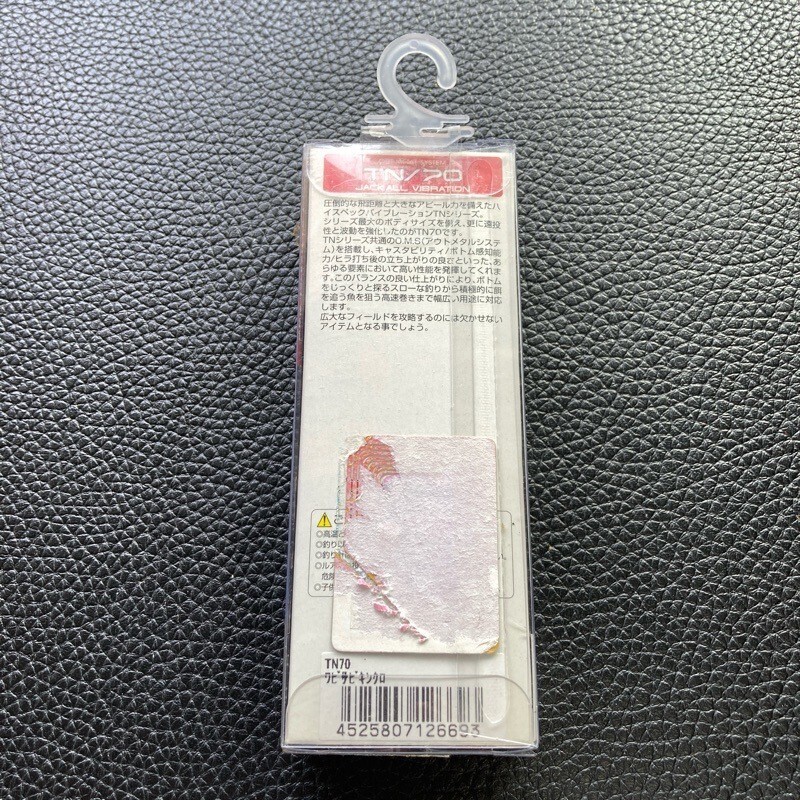 TN/70
JACKALL VIBRATION
圧倒的な飛距離と大きなアピール力を備えたハ
イスペックバイブレーションTNシリーズ。
シリーズ最大のボディサイズを備え、更に遠投
性と波動を強化したのがTN70です。
TNシリーズ共通のO.M.S(アウトメタルシステ
ム)を搭載し、キャスタビリティ/ボトム感知能
力/ヒラ打ち後の立ち上がりの良さといった、あ
らゆる要素において高い性能を発揮してくれま
す。このバランスの良い仕上がりにより、ボトム
をじっくりと探るスローな釣りから積極的に餌
を追う魚を狙う高速巻きまで幅広い用途に対応
します。
広大なフィールドを攻略するのには欠かせない
アイテムとなる事でしょう。
◎高温と
◎釣り
◎釣り
◎ルア
危険
◎子供
TN70
ワビサビキンクロ
4525807126693